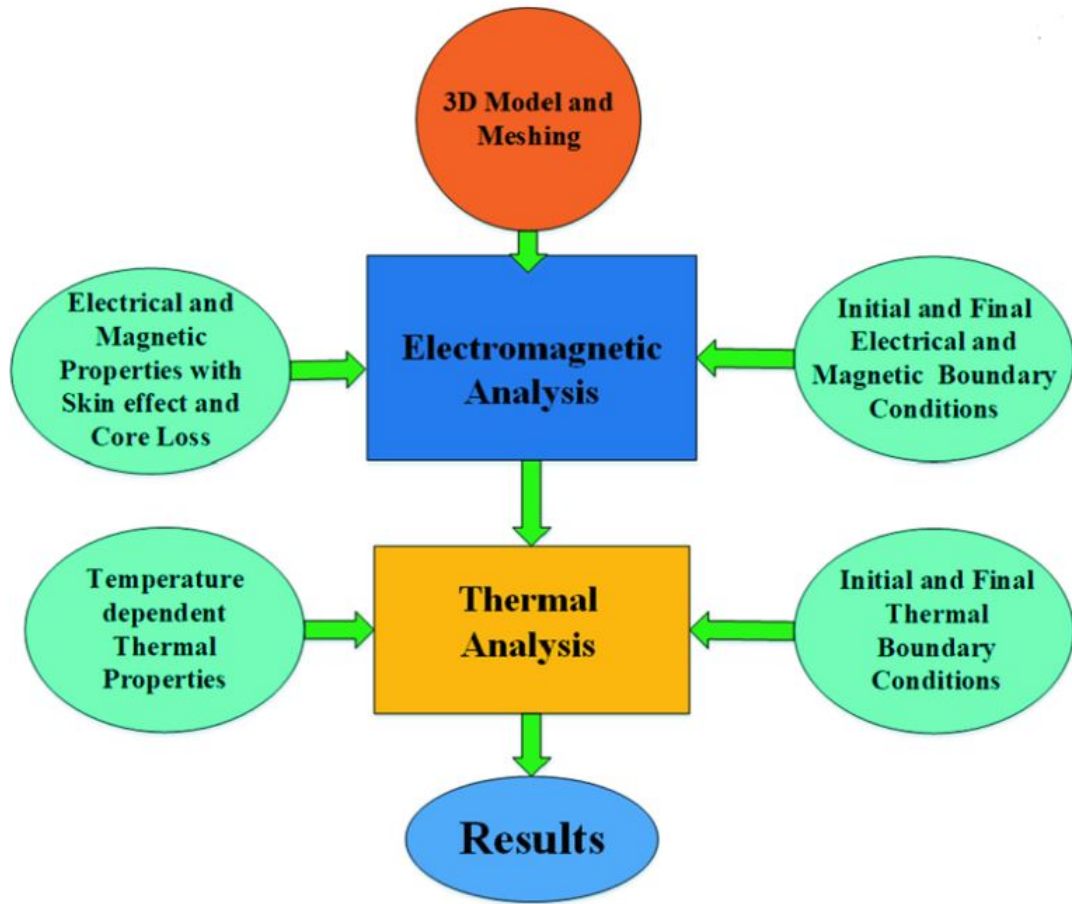 3D Model and
Meshing
Electrical and
Magnetic
Properties with
Skin effect and
Core Loss
Electromagnetic
Analysis
Initial and Final
Electrical and
Magnetic Boundary
Conditions
Temperature
dependent
Thermal
Properties
Thermal
Analysis
Initial and Final
Thermal
Boundary
Conditions
Results